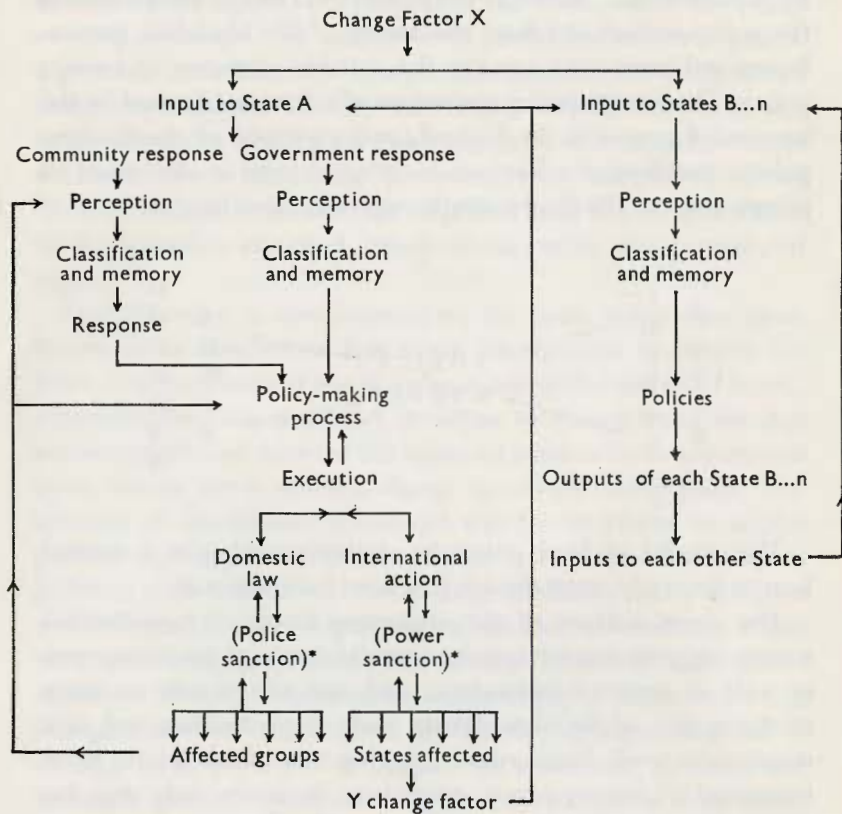 Change Factor X
Input to State A
Input to States B...n
Community response
Government response
Perception
Perception
Perception
Classification
and memory
Classification
and memory
Classification
and memory
Response
Policy-making
process
Policies
Execution
Outputs of each State B...n
Domestic
law
International
action
Inputs to each other State
(Police
sanction)*
(Power
sanction)*
Affected groups
States affected
Y change factor